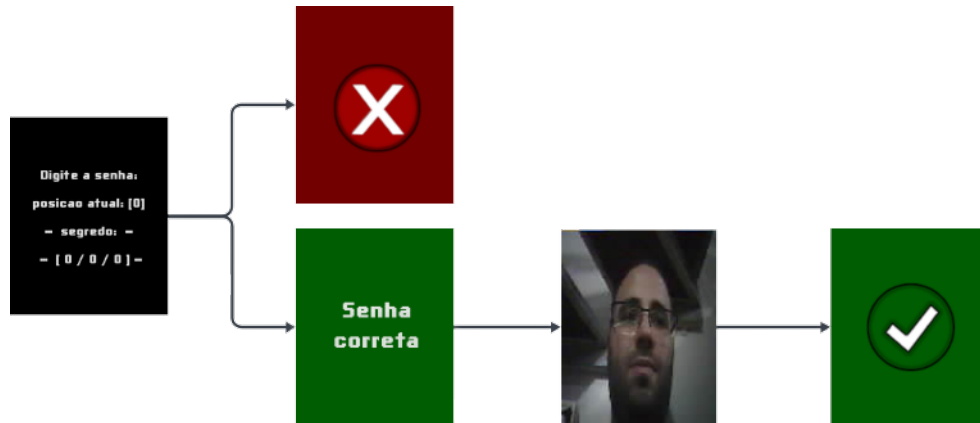 Digite a senha:
posicao atual: [0]
- segredo: -
- [ 0 / 0 / 0 ] -
X
Senha
correta